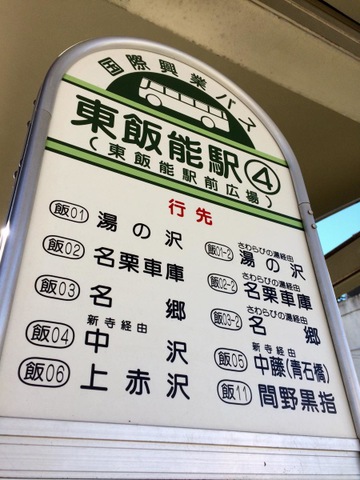 国際興業バス
東飯能駅④
(東飯能駅前広場)
行先
飯01 湯の沢
飯02 名栗車庫
飯03 名郷
新寺経由
飯04 中沢
飯06 上赤沢
さわらびの湯経由
飯01-2 湯の沢
さわらびの湯経由
飯02-2 名栗車庫
さわらびの湯経由
飯03-2 名郷
新寺経由
飯05 中藤(青石橋)
飯11 間野黒指